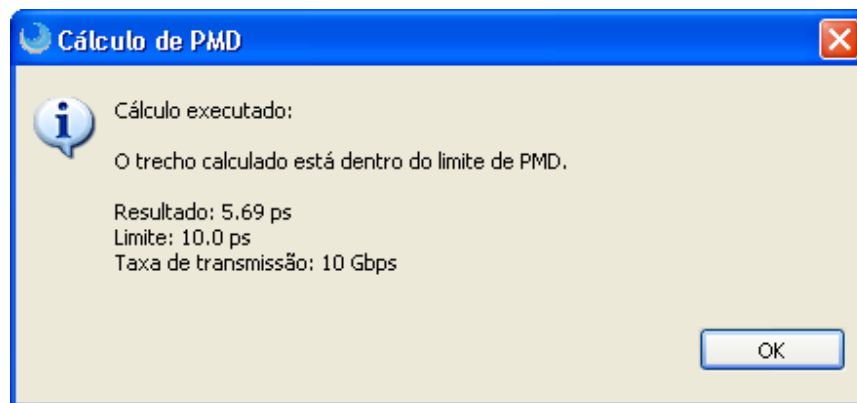 Cálculo de PMD
Cálculo executado:
O trecho calculado está dentro do limite de PMD.
Resultado: 5.69 ps
Limite: 10.0 ps
Taxa de transmissão: 10 Gbps
OK